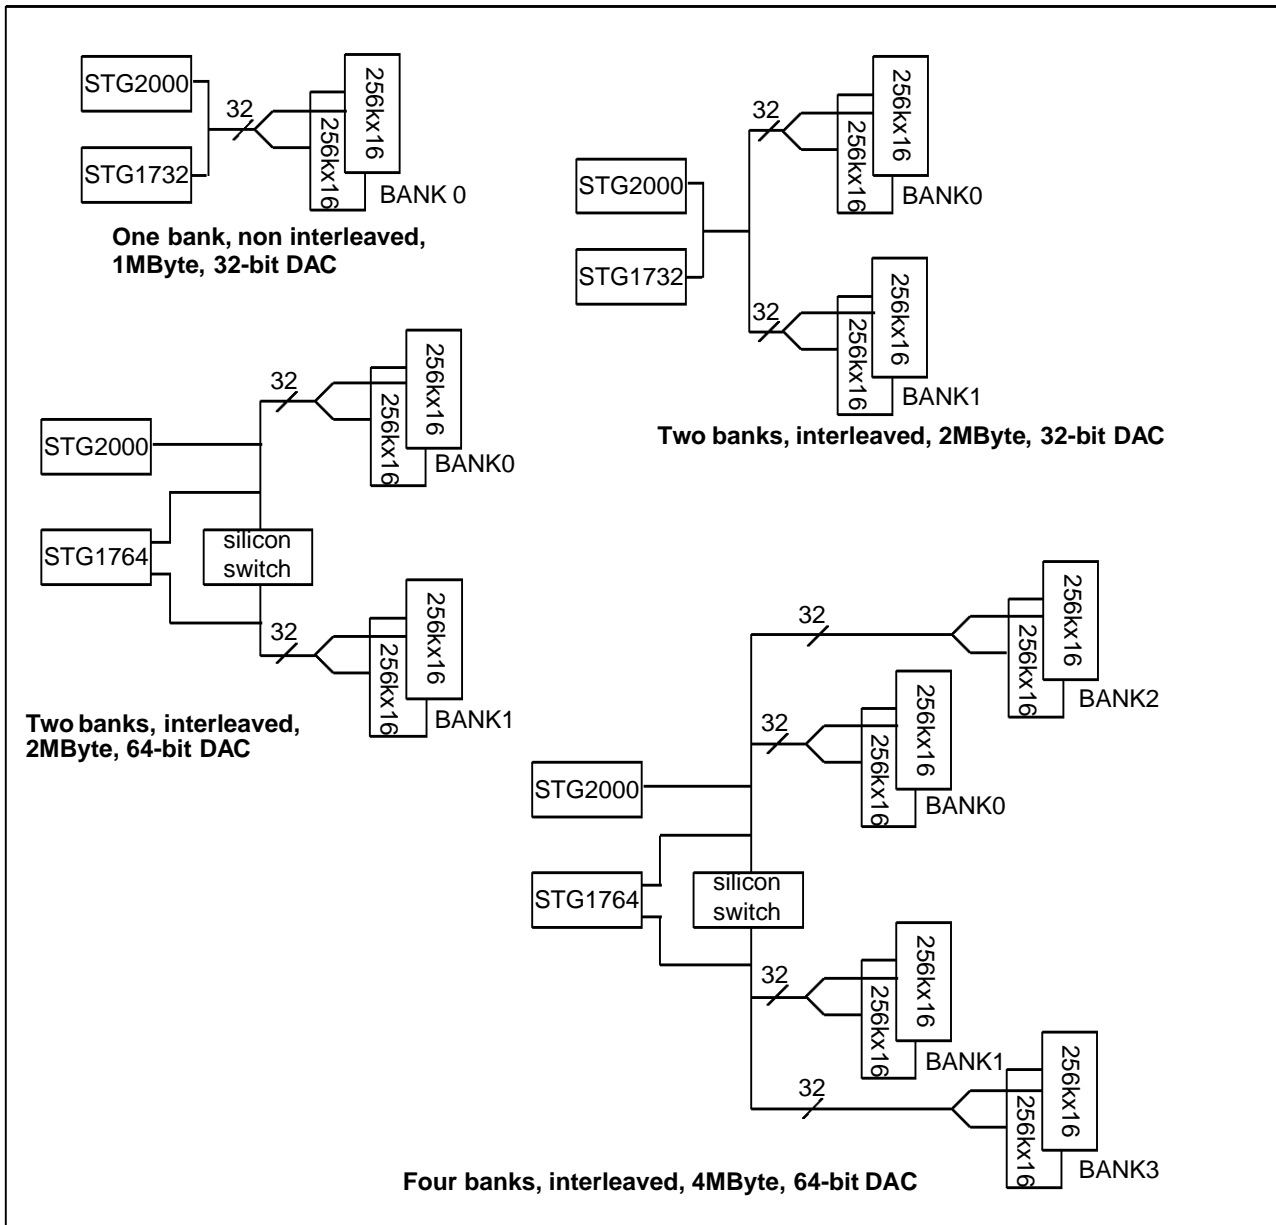 STG2000
STG1732
32
256kx16
256kx16
BANK 0
One bank, non interleaved,
1MByte, 32-bit DAC
STG2000
STG1732
32
256kx16
256kx16
BANK0
32
256kx16
256kx16
BANK1
Two banks, interleaved, 2MByte, 32-bit DAC
STG2000
STG1764
silicon
switch
32
256kx16
256kx16
BANK0
32
256kx16
256kx16
BANK1
Two banks, interleaved,
2MByte, 64-bit DAC
STG2000
STG1764
silicon
switch
32
256kx16
256kx16
BANK2
32
256kx16
256kx16
BANK0
32
256kx16
256kx16
BANK1
32
256kx16
256kx16
BANK3
Four banks, interleaved, 4MByte, 64-bit DAC